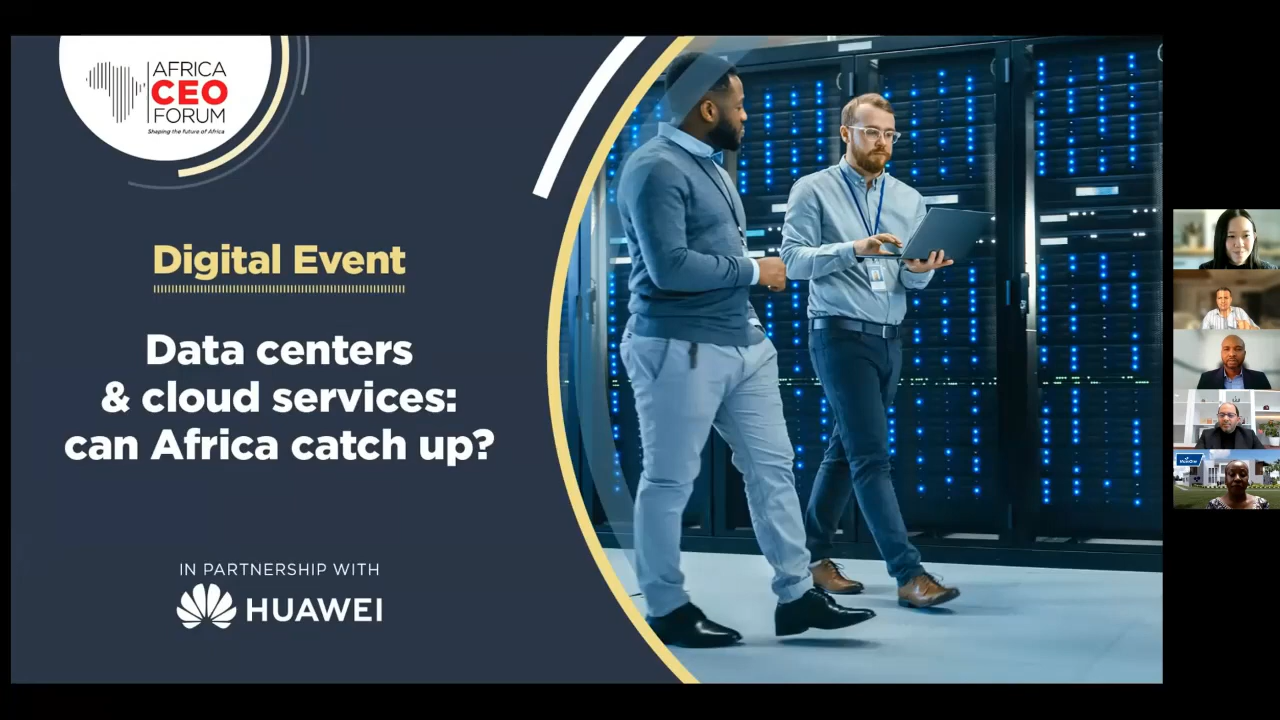 AFRICA
CEO
FORUM
Shaping the future of Africa
Digital Event
Data centers
& cloud services:
can Africa catch up?
IN PARTNERSHIP WITH
HUAWEI